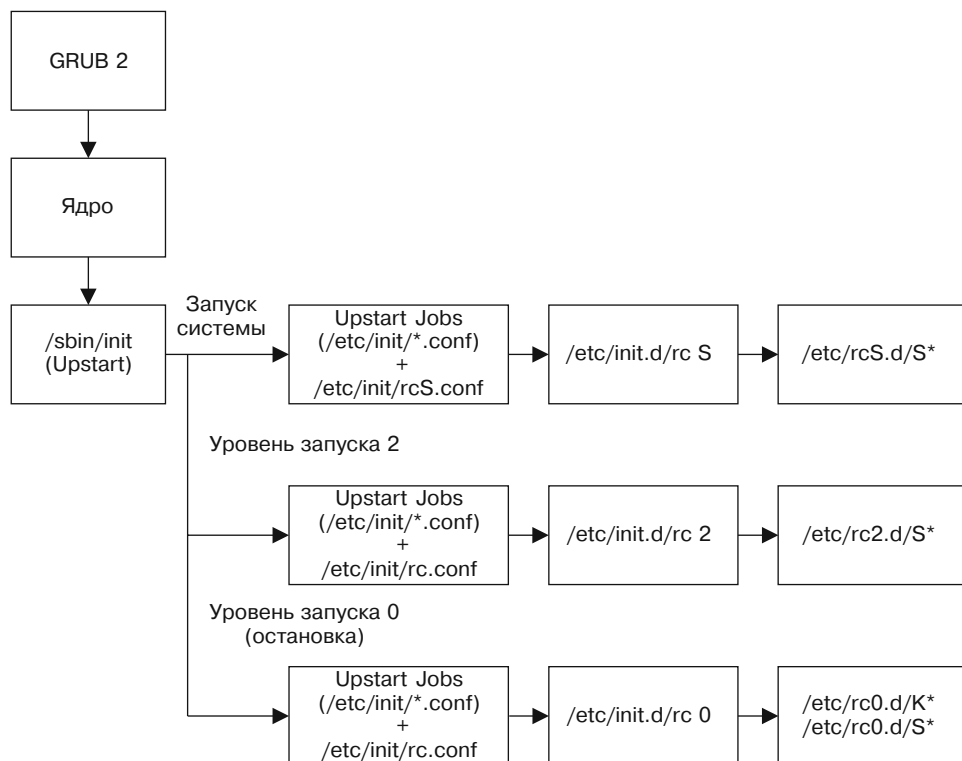 GRUB 2
Ядро
/sbin/init
(Upstart)
Запуск
системы
Upstart Jobs
(/etc/init/*.conf)
+
/etc/init/rcS.conf
/etc/init.d/rc S
/etc/rcS.d/S*
Уровень запуска 2
Upstart Jobs
(/etc/init/*.conf)
+
/etc/init/rc.conf
/etc/init.d/rc 2
/etc/rc2.d/S*
Уровень запуска 0
(остановка)
Upstart Jobs
(/etc/init/*.conf)
+
/etc/init/rc.conf
/etc/init.d/rc 0
/etc/rc0.d/K*
/etc/rc0.d/S*